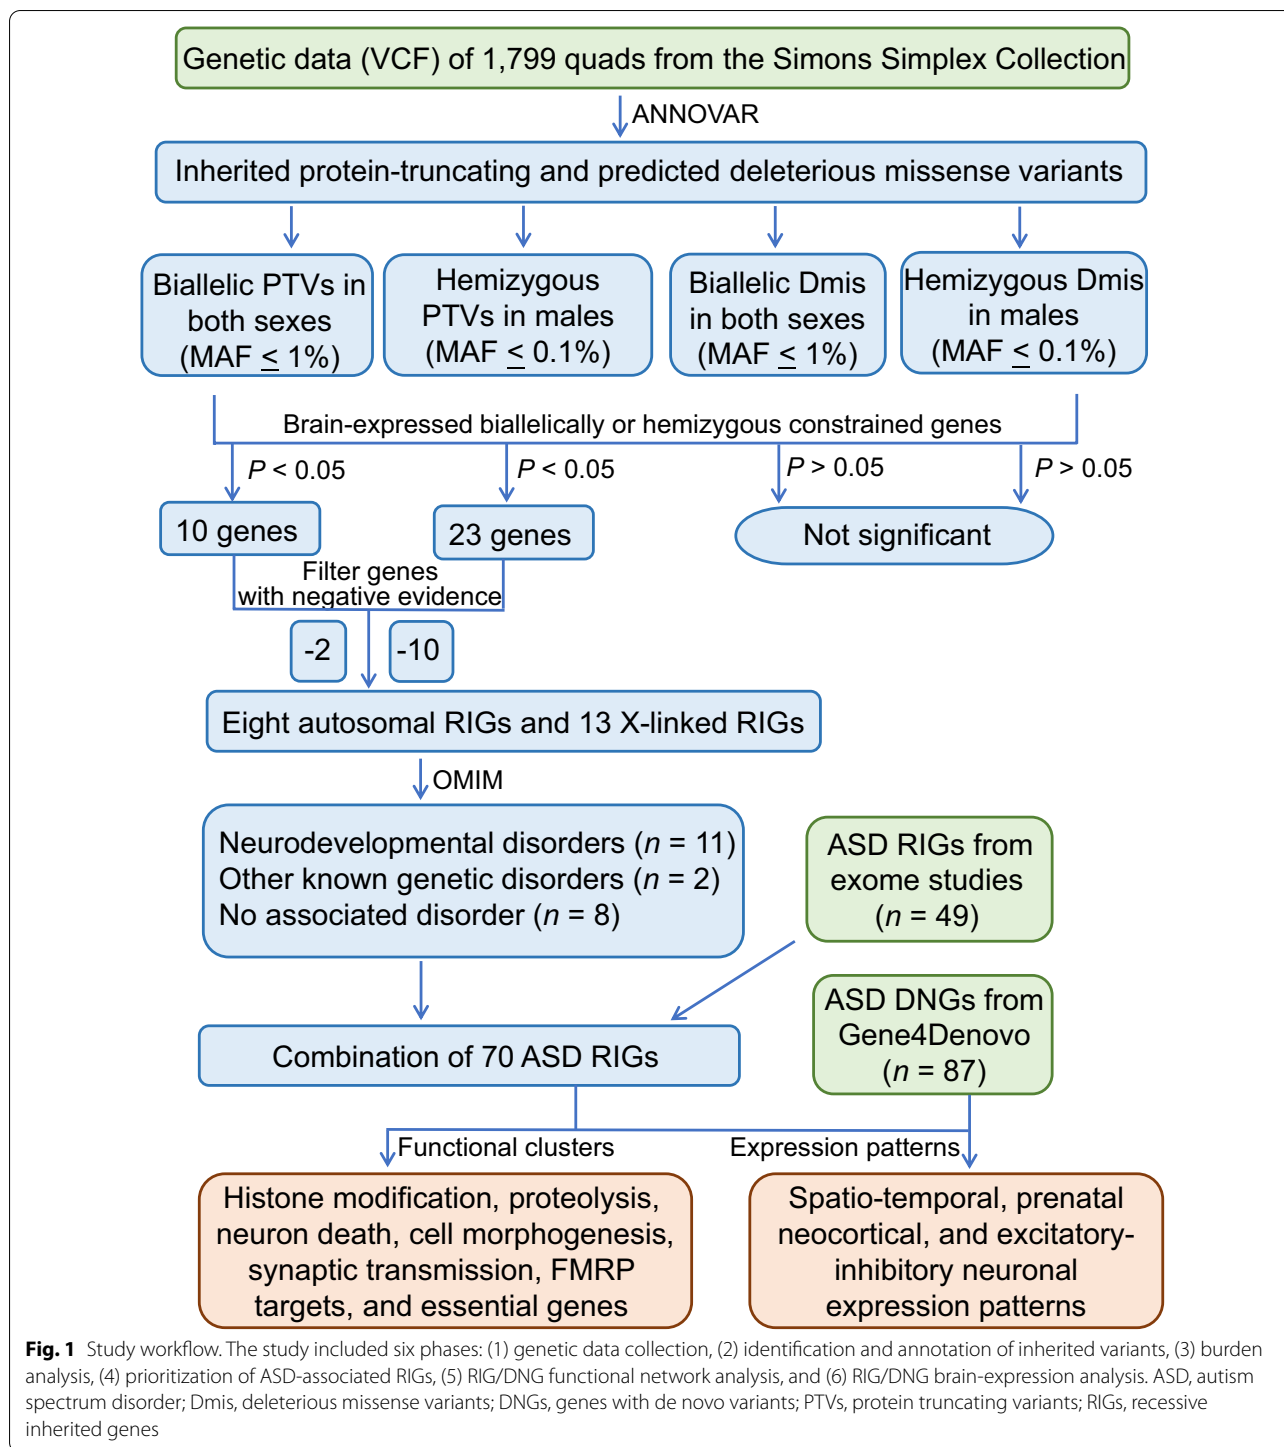 Genetic data (VCF) of 1,799 quads from the Simons Simplex Collection
ANNOVAR
Inherited protein-truncating and predicted deleterious missense variants
Biallelic PTVs in
both sexes
(MAF ≤ 1%)
Hemizygous
PTVs in males
(MAF ≤ 0.1%)
Biallelic Dmis
in both sexes
(MAF ≤ 1%)
Hemizygous Dmis
in males
(MAF ≤ 0.1%)
Brain-expressed biallelically or hemizygous constrained genes
P < 0.05
P < 0.05
P > 0.05
P > 0.05
10 genes
23 genes
Not significant
Filter genes
with negative evidence
-2
-10
Eight autosomal RIGs and 13 X-linked RIGs
OMIM
Neurodevelopmental disorders (n = 11)
Other known genetic disorders (n = 2)
No associated disorder (n = 8)
ASD RIGs from
exome studies
(n = 49)
ASD DNGs from
Gene4Denovo
(n = 87)
Combination of 70 ASD RIGs
Functional clusters
Expression patterns
Histone modification, proteolysis,
neuron death, cell morphogenesis,
synaptic transmission, FMRP
targets, and essential genes
Spatio-temporal, prenatal
neocortical, and excitatory-
inhibitory neuronal
expression patterns
Fig. 1 Study workflow. The study included six phases: (1) genetic data collection, (2) identification and annotation of inherited variants, (3) burden
analysis, (4) prioritization of ASD-associated RIGs, (5) RIG/DNG functional network analysis, and (6) RIG/DNG brain-expression analysis. ASD, autism
spectrum disorder; Dmis, deleterious missense variants; DNGs, genes with de novo variants; PTVs, protein truncating variants; RIGs, recessive
inherited genes